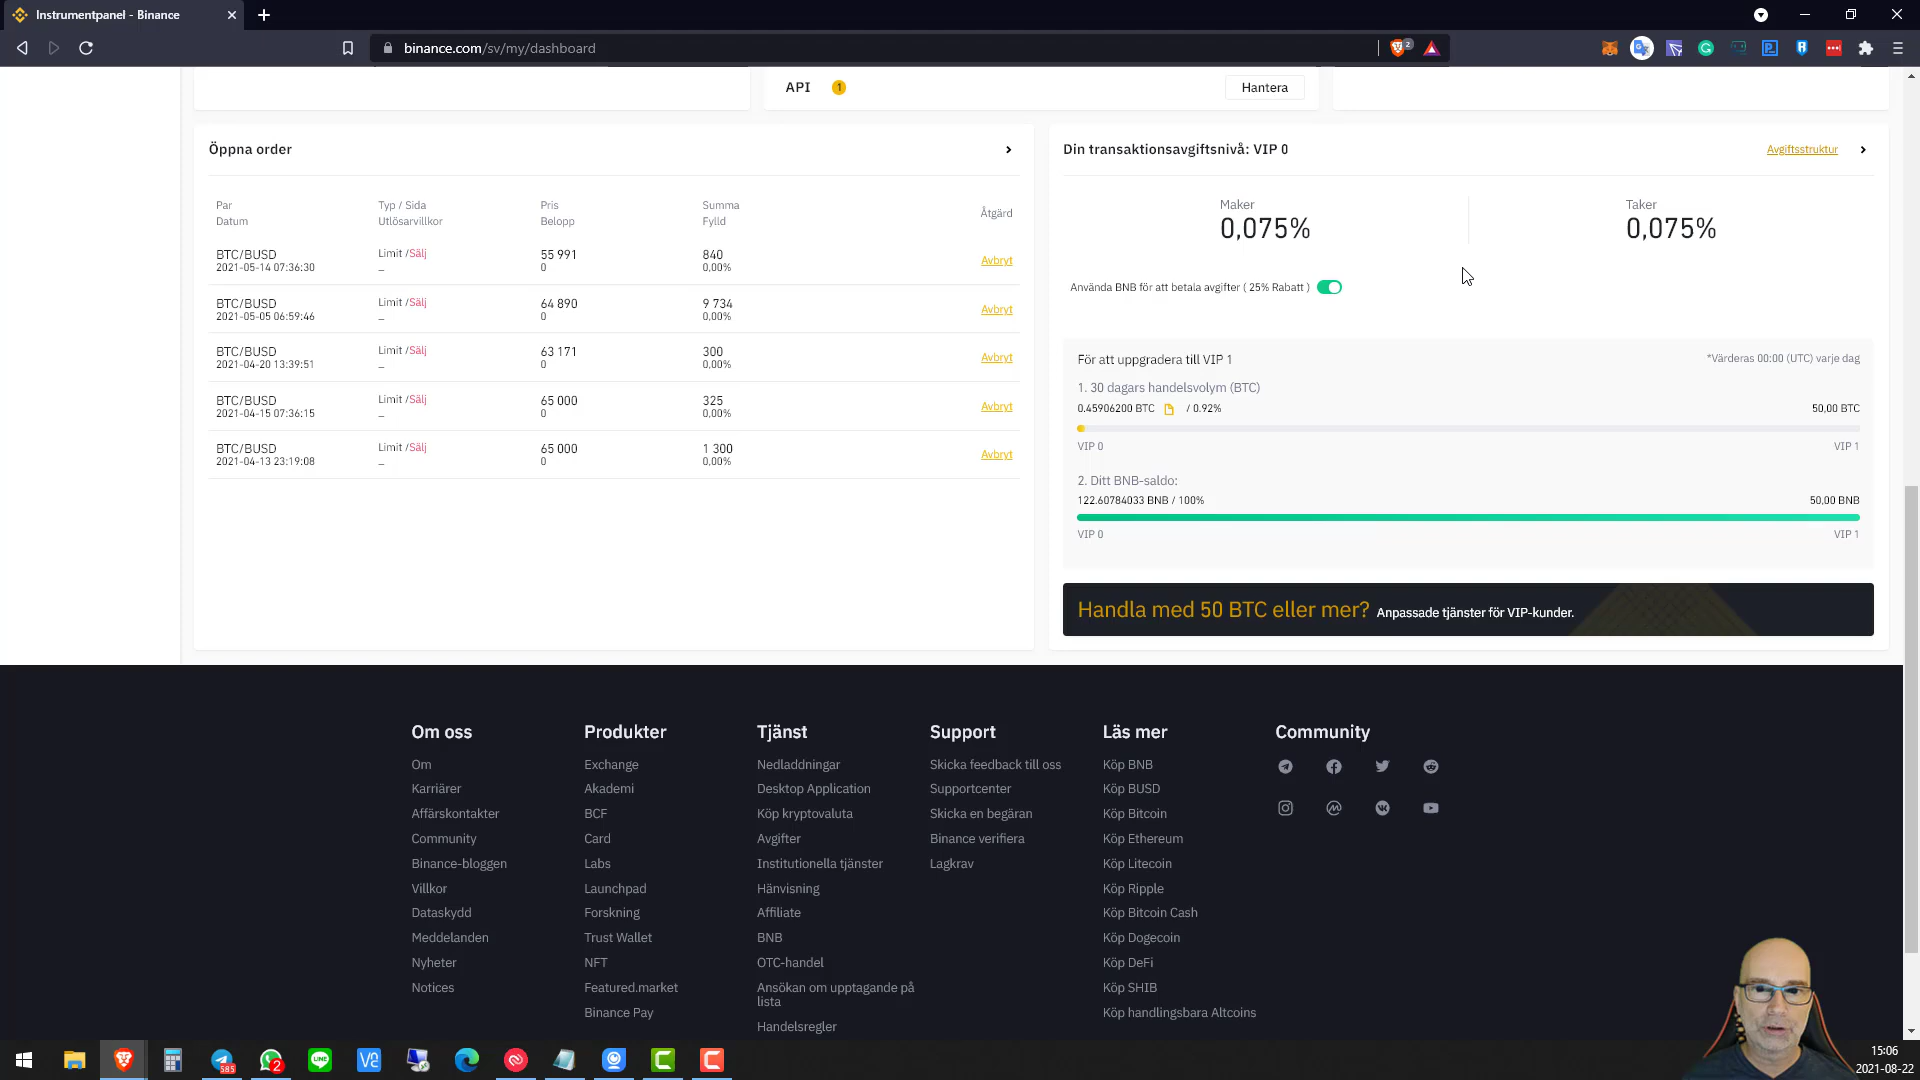 Instrumentpanel - Binance
binance.com/sv/my/dashboard
2
API 1 Hantera
Öppna order
Par
Datum
Typ / Sida
Utlösarvillkor
Pris
Belopp
Summa
Fylld
Åtgärd
BTC/BUSD Limit /Sälj 55 991 840
2021-05-14 07:36:30 _ 0 0,00% Avbryt
BTC/BUSD Limit /Sälj 64 890 9 734
2021-05-05 06:59:46 _ 0 0,00% Avbryt
BTC/BUSD Limit /Sälj 63 171 300
2021-04-20 13:39:51 _ 0 0,00% Avbryt
BTC/BUSD Limit /Sälj 65 000 325
2021-04-15 07:36:15 _ 0 0,00% Avbryt
BTC/BUSD Limit /Sälj 65 000 1 300
2021-04-13 23:19:08 _ 0 0,00% Avbryt
Din transaktionsavgiftsnivå: VIP 0 Avgiftsstruktur
Maker
0,075%
Taker
0,075%
Använda BNB för att betala avgifter ( 25% Rabatt )
För att uppgradera till VIP 1 *Värderas 00:00 (UTC) varje dag
1. 30 dagars handelsvolym (BTC)
0.45906200 BTC / 0.92% 50,00 BTC
VIP 0 VIP 1
2. Ditt BNB-saldo:
122.60784033 BNB / 100% 50,00 BNB
VIP 0 VIP 1
Handla med 50 BTC eller mer? Anpassade tjänster för VIP-kunder.
Om oss
Om
Karriärer
Affärskontakter
Community
Binance-bloggen
Villkor
Dataskydd
Meddelanden
Nyheter
Notices
Produkter
Exchange
Akademi
BCF
Card
Labs
Launchpad
Forskning
Trust Wallet
NFT
Featured.market
Binance Pay
Tjänst
Nedladdningar
Desktop Application
Köp kryptovaluta
Avgifter
Institutionella tjänster
Hänvisning
Affiliate
BNB
OTC-handel
Ansökan om upptagande på
lista
Handelsregler
Support
Skicka feedback till oss
Supportcenter
Skicka en begäran
Binance verifiera
Lagkrav
Läs mer
Köp BNB
Köp BUSD
Köp Bitcoin
Köp Ethereum
Köp Litecoin
Köp Ripple
Köp Bitcoin Cash
Köp Dogecoin
Köp DeFi
Köp SHIB
Köp handlingsbara Altcoins
Community
585
2
LINE
15:06
2021-08-22